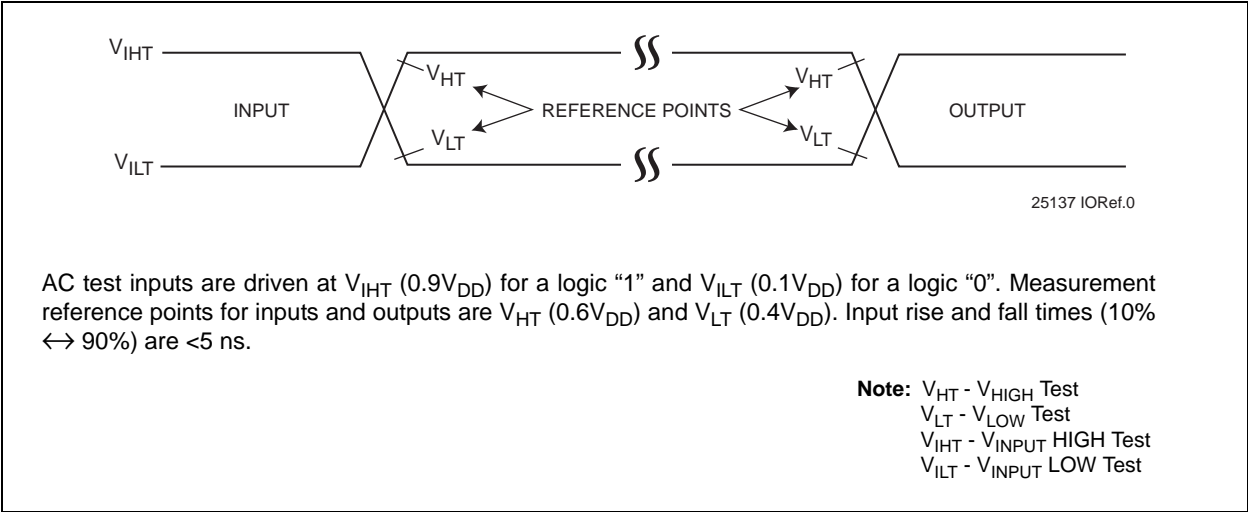 VIHT
VHT
VHT
INPUT
REFERENCE POINTS
OUTPUT
VLT
VLT
VILT
25137 IORef.0
AC test inputs are driven at VIHT (0.9VDD) for a logic “1” and VILT (0.1VDD) for a logic “0”. Measurement
reference points for inputs and outputs are VHT (0.6VDD) and VLT (0.4VDD). Input rise and fall times (10%
↔ 90%) are <5 ns.
Note: VHT - VHIGH Test
VLT - VLOW Test
VIHT - VINPUT HIGH Test
VILT - VINPUT LOW Test